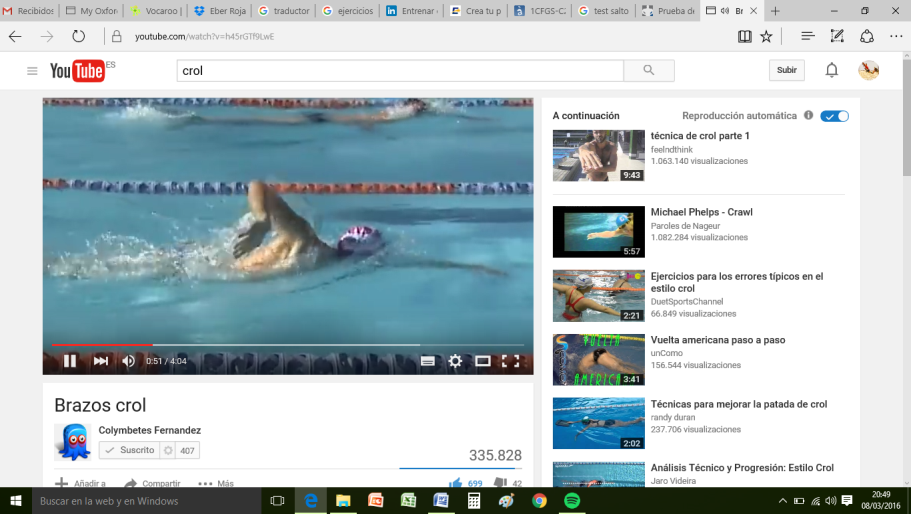 Recibidos
My Oxfor
Vocaroo |
Eber Roja
traductor
ejercicios
Entrenar
Crea tu p
1CFGS-C2
test salto
Prueba de
Br
youtube.com/watch?v=h45rGTf9LwE
YouTube ES
crol
Subir
0:51 / 4:04
Brazos crol
Colymbetes Fernandez
Suscrito 407
335.828
Añadir a Compartir Más 699 42
A continuación Reproducción automática
técnica de crol parte 1
feelndthink
1.063.140 visualizaciones
9:43
Michael Phelps - Crawl
Paroles de Nageur
1.082.284 visualizaciones
5:57
Ejercicios para los errores típicos en el
estilo crol
DuetSportsChannel
66.849 visualizaciones
2:21
Vuelta americana paso a paso
unComo
156.544 visualizaciones
VUELTA
AMERICA
3:41
Técnicas para mejorar la patada de crol
randy duran
237.706 visualizaciones
2:02
Análisis Técnico y Progresión: Estilo Crol
Jaro Videira
Buscar en la web y en Windows
20:49
08/03/2016